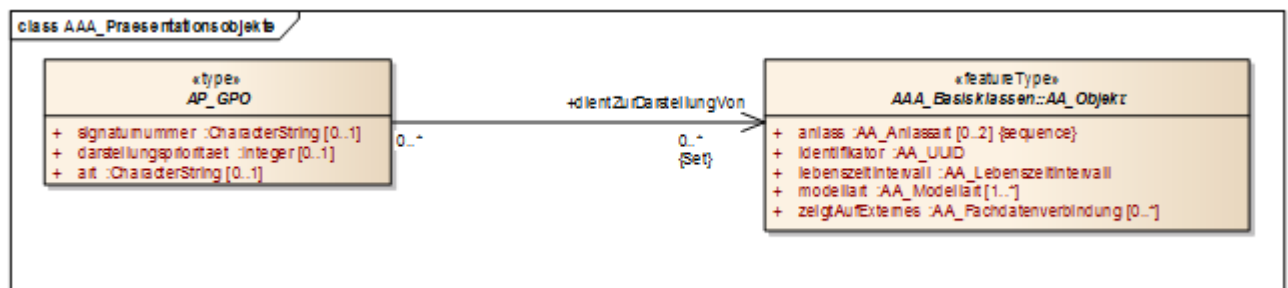 class AAA_Praesentationsobjekte
«type»
AP_GPO
+ signaturnummer :CharacterString [0..1]
+ darstellungsprioritaet :Integer [0..1]
+ art :CharacterString [0..1]
0..*
+dientZurDarstellungVon
0..*
{Set}
«featureType»
AAA_Basisklassen::AA_Objekt
+ anlass :AA_Anlassart [0..2] {sequence}
+ identifikator :AA_UUID
+ lebenszeitintervall :AA_Lebenszeitintervall
+ modellart :AA_Modellart [1..*]
+ zeigtAufExternes :AA_Fachdatenverbindung [0..*]